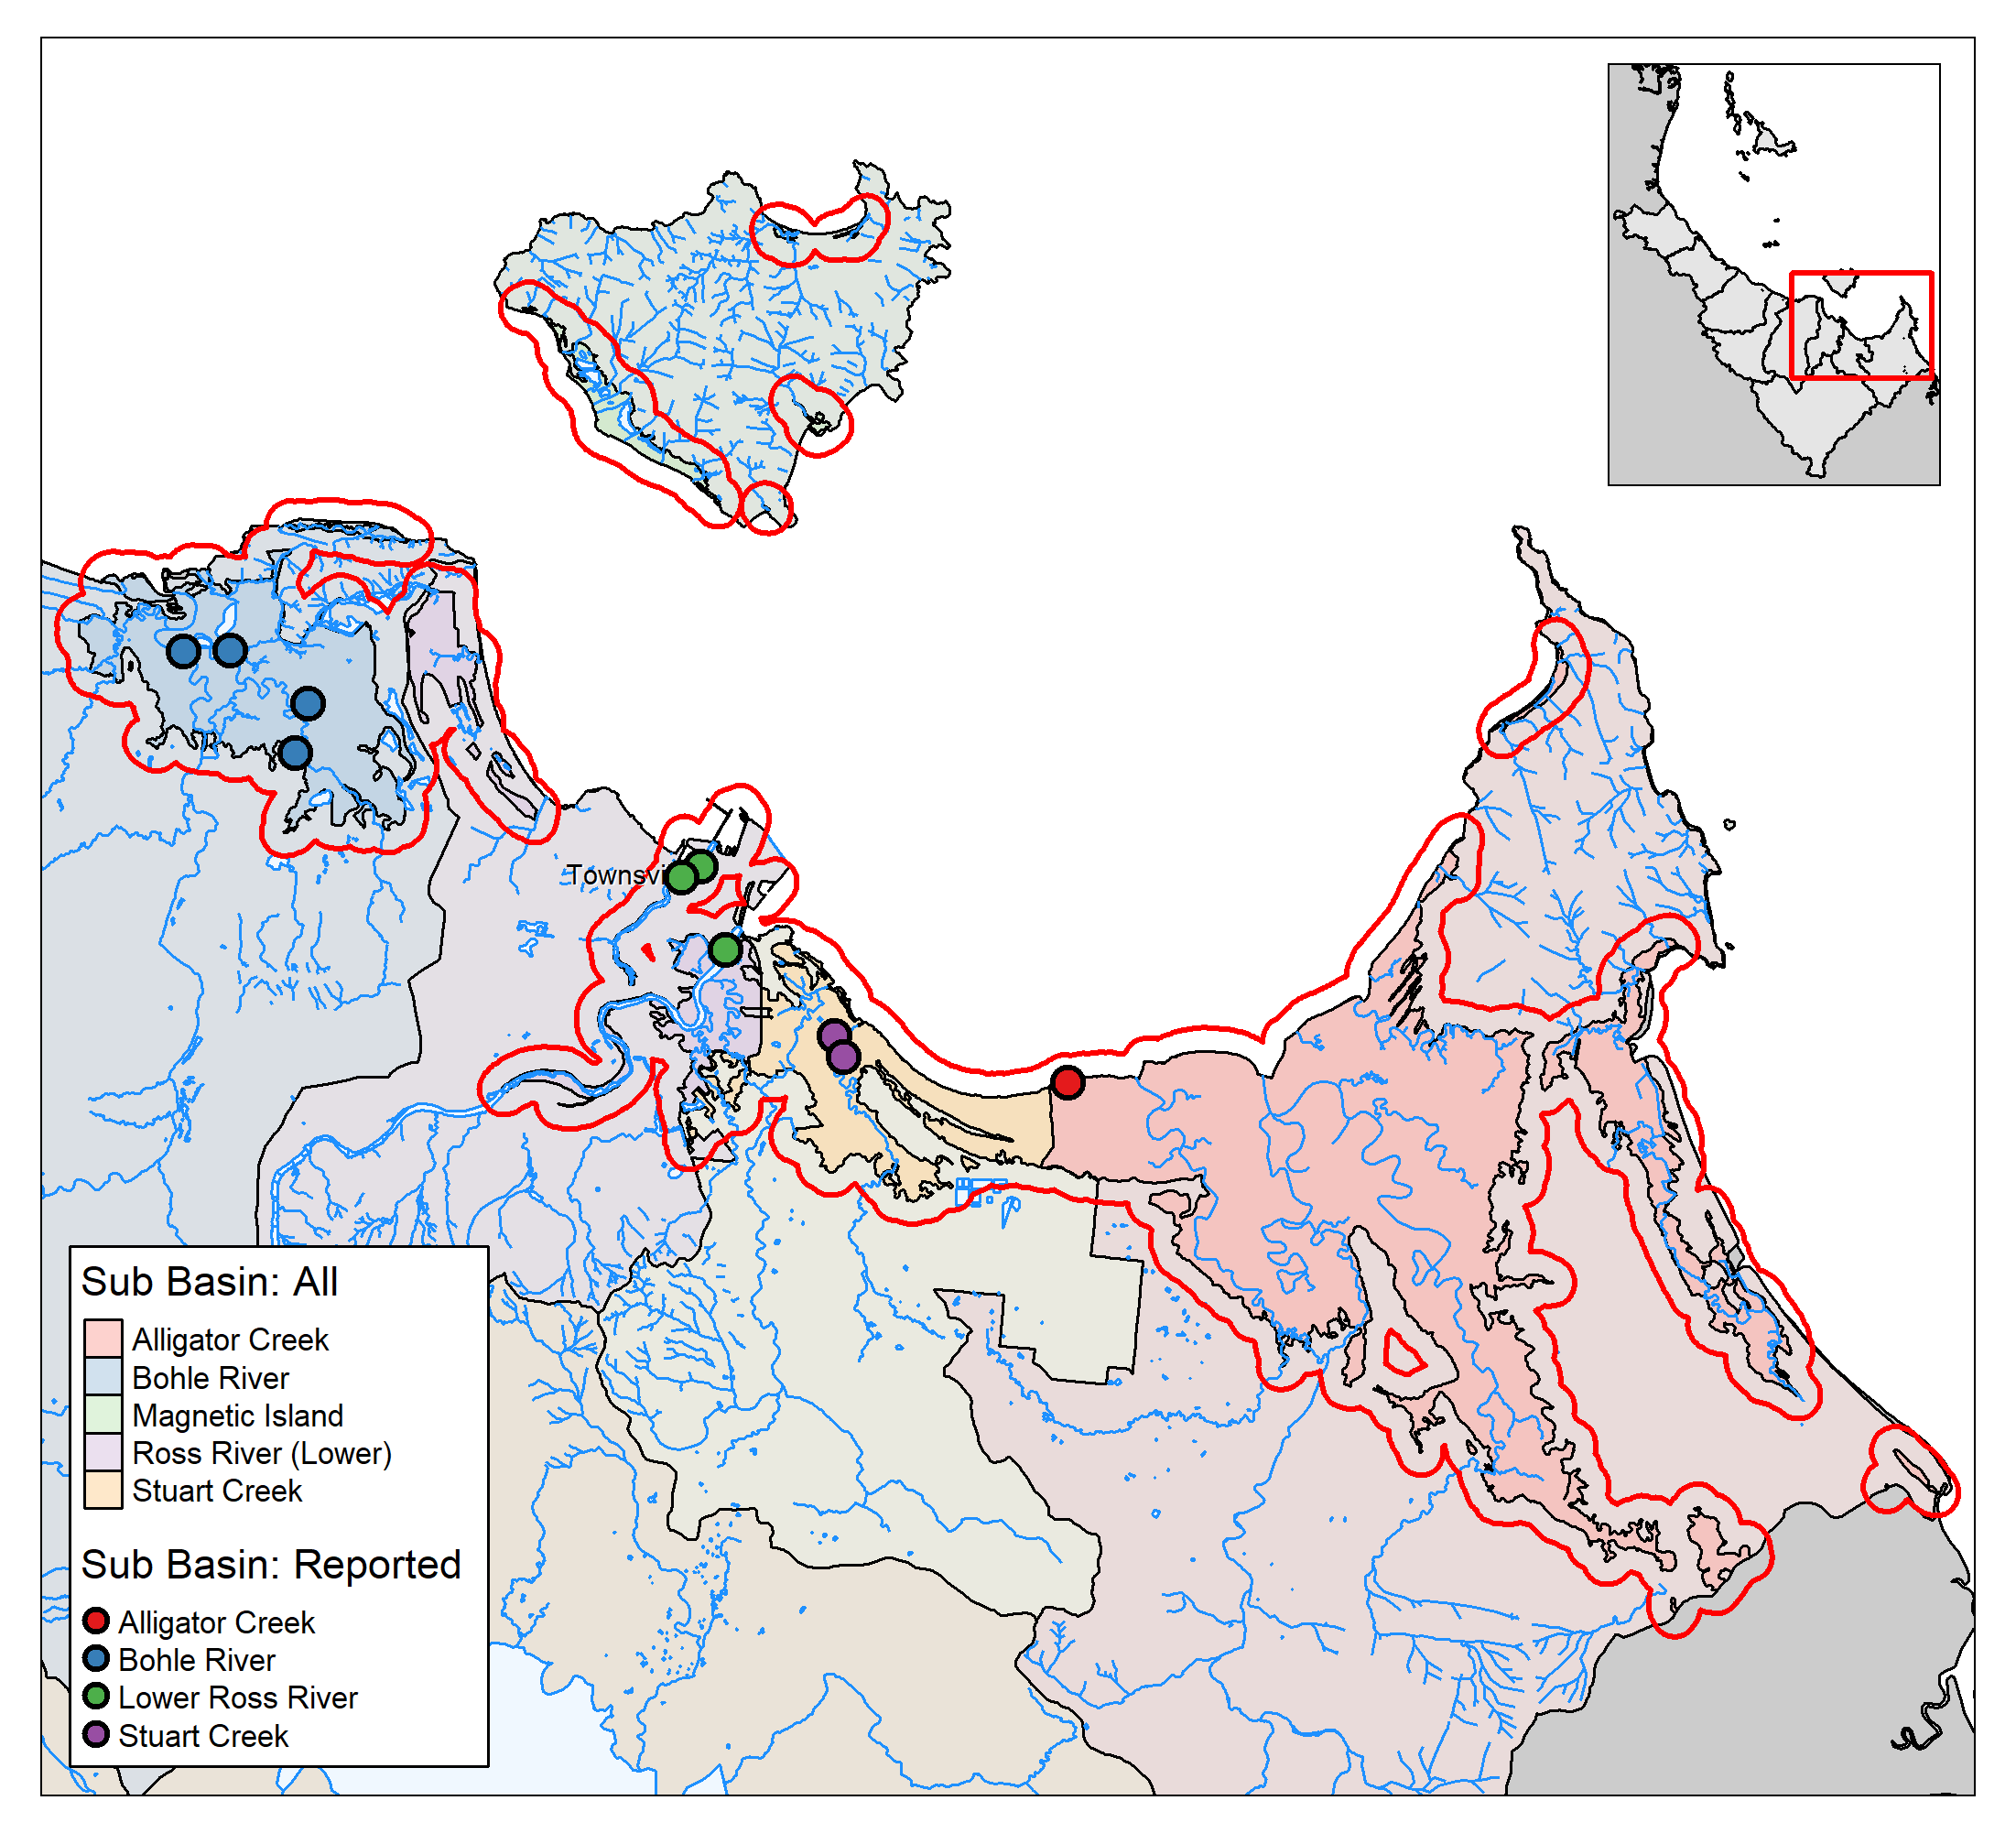 Townsvi
Sub Basin: All
Alligator Creek
Bohle River
Magnetic Island
Ross River (Lower)
Stuart Creek
Sub Basin: Reported
Alligator Creek
Bohle River
Lower Ross River
Stuart Creek